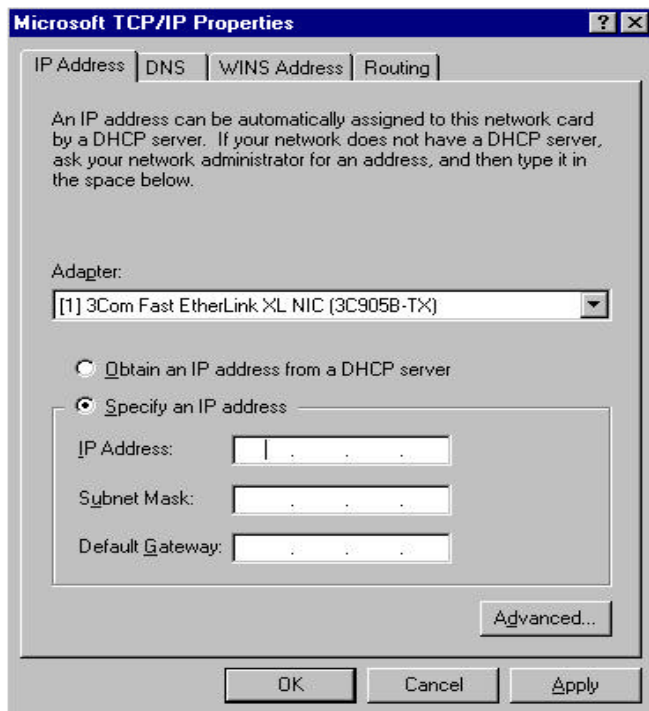 Microsoft TCP/IP Properties
IP Address DNS WINS Address Routing
An IP address can be automatically assigned to this network card
by a DHCP server. If your network does not have a DHCP server,
ask your network administrator for an address, and then type it in
the space below.
Adapter:
[1] 3Com Fast EtherLink XL NIC (3C905B-TX)
Obtain an IP address from a DHCP server
Specify an IP address
IP Address: . . .
Subnet Mask: . . .
Default Gateway: . . .
Advanced...
OK Cancel Apply